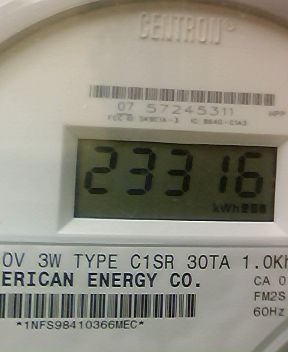 CENTRON®
07 57245311
23316
kWh
0V 3W TYPE C1SR 30TA 1.0Kh
ERICAN ENERGY CO.
CA 0
FM2S
60Hz
*1NFS98410366MEC*